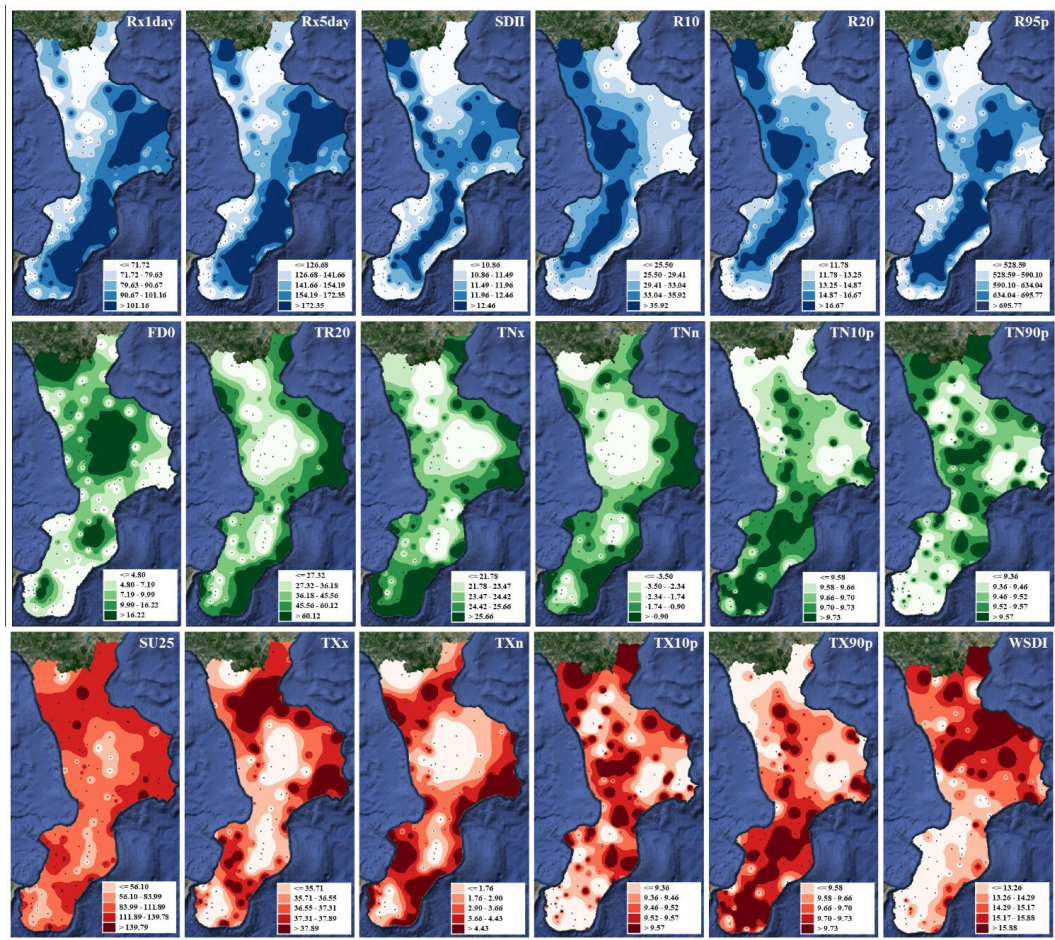 Rx1day
Rx5day
SDII
R10
R20
R95p
<= 71.72
71.72 - 79.63
79.63 - 90.67
90.67 - 101.16
> 101.16
<= 126.68
126.68 - 141.66
141.66 - 154.19
154.19 - 172.35
> 172.35
<= 10.86
10.86 - 11.49
11.49 - 11.96
11.96 - 12.46
> 12.46
<= 25.50
25.50 - 29.41
29.41 - 33.04
33.04 - 35.92
> 35.92
<= 11.78
11.78 - 13.25
13.25 - 14.87
14.87 - 16.67
> 16.67
<= 528.59
528.59 - 590.10
590.10 - 634.04
634.04 - 695.77
> 695.77
FD0
TR20
TNx
TNn
TN10p
TN90p
<= 4.80
4.80 - 7.19
7.19 - 9.99
9.99 - 16.22
> 16.22
<= 27.32
27.32 - 36.18
36.18 - 45.56
45.56 - 60.12
> 60.12
<= 21.78
21.78 - 23.47
23.47 - 24.42
24.42 - 25.66
> 25.66
<= -3.50
-3.50 - -2.34
-2.34 - -1.74
-1.74 - -0.90
> -0.90
<= 9.58
9.58 - 9.66
9.66 - 9.70
9.70 - 9.73
> 9.73
<= 9.36
9.36 - 9.46
9.46 - 9.52
9.52 - 9.57
> 9.57
SU25
TXx
TXn
TX10p
TX90p
WSDI
<= 56.10
56.10 - 83.99
83.99 - 111.89
111.89 - 139.78
> 139.79
<= 35.71
35.71 - 36.55
36.55 - 37.31
37.31 - 37.89
> 37.89
<= 1.76
1.76 - 2.90
2.90 - 3.66
3.66 - 4.43
> 4.43
<= 9.36
9.36 - 9.46
9.46 - 9.52
9.52 - 9.57
> 9.57
<= 9.58
9.58 - 9.66
9.66 - 9.70
9.70 - 9.73
> 9.73
<= 13.26
13.26 - 14.29
14.29 - 15.17
15.17 - 15.88
> 15.88